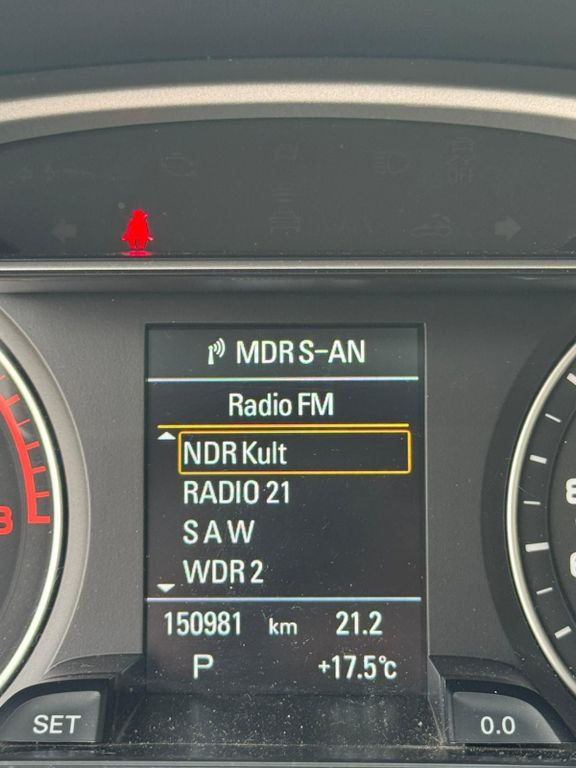 MDR S-AN
Radio FM
NDR Kult
RADIO 21
S A W
WDR 2
150981 km 21.2
P +17.5°C
SET
0.0